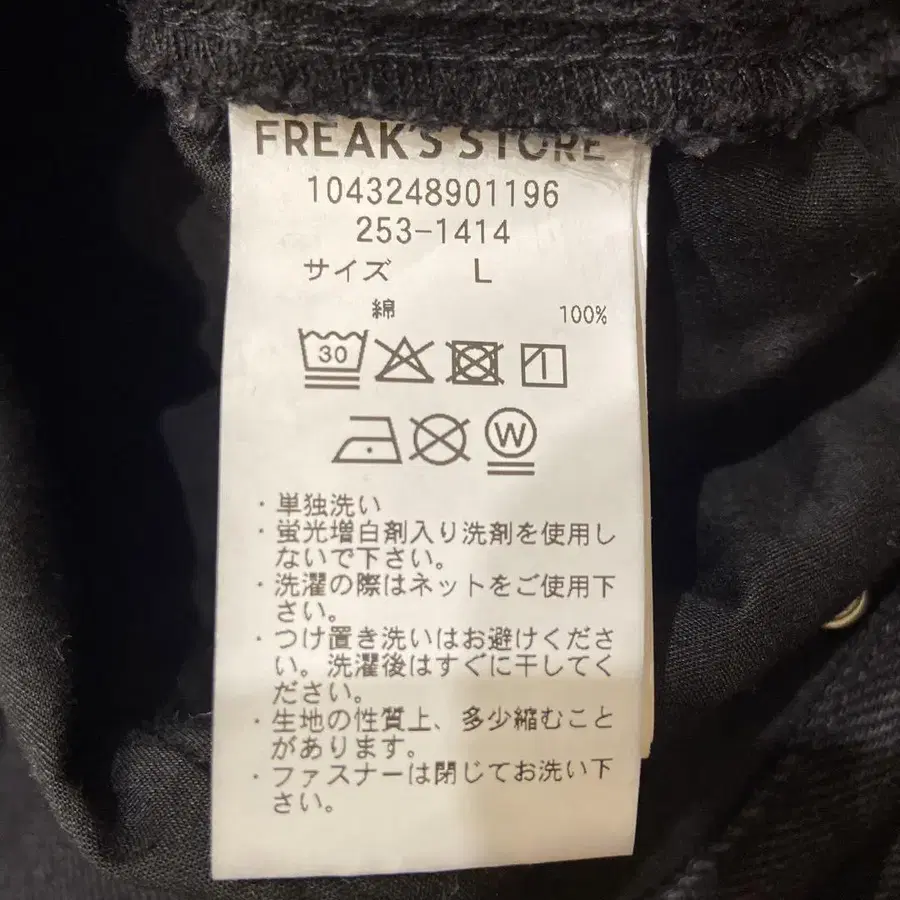 FREAK'S STORE
1043248901196
253-1414
サイズ L
綿 100%
30
W
・単独洗い
・蛍光増白剤入り洗剤を使用し
ないで下さい。
・洗濯の際はネットをご使用下
さい。
・つけ置き洗いはお避けくださ
い。洗濯後はすぐに干してく
ださい。
・生地の性質上、多少縮むこと
があります。
・ファスナーは閉じてお洗い下
さい。